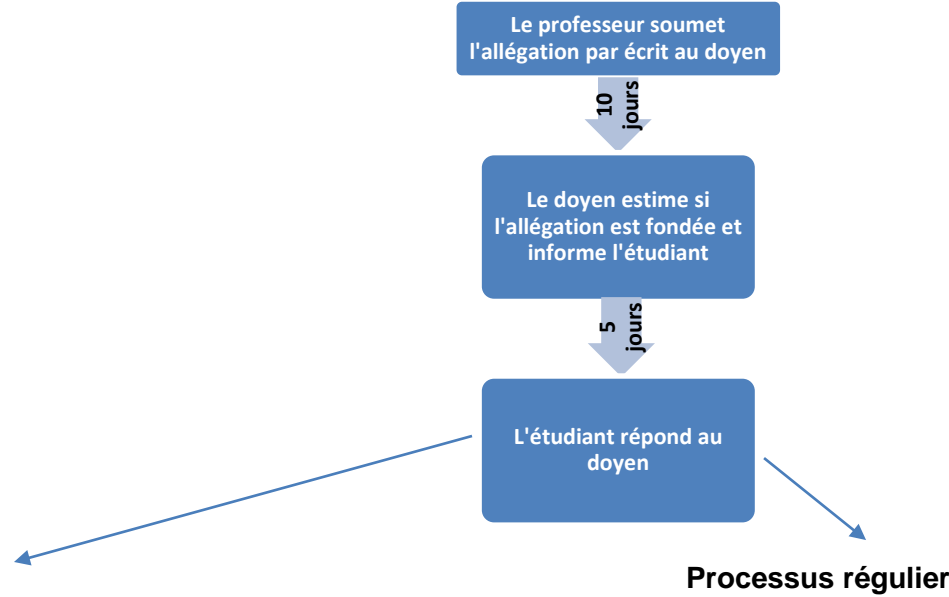 Le professeur soumet
l'allégation par écrit au doyen
10
jours
Le doyen estime si
l'allégation est fondée et
informe l'étudiant
5
jours
L'étudiant répond au
doyen
Processus régulier